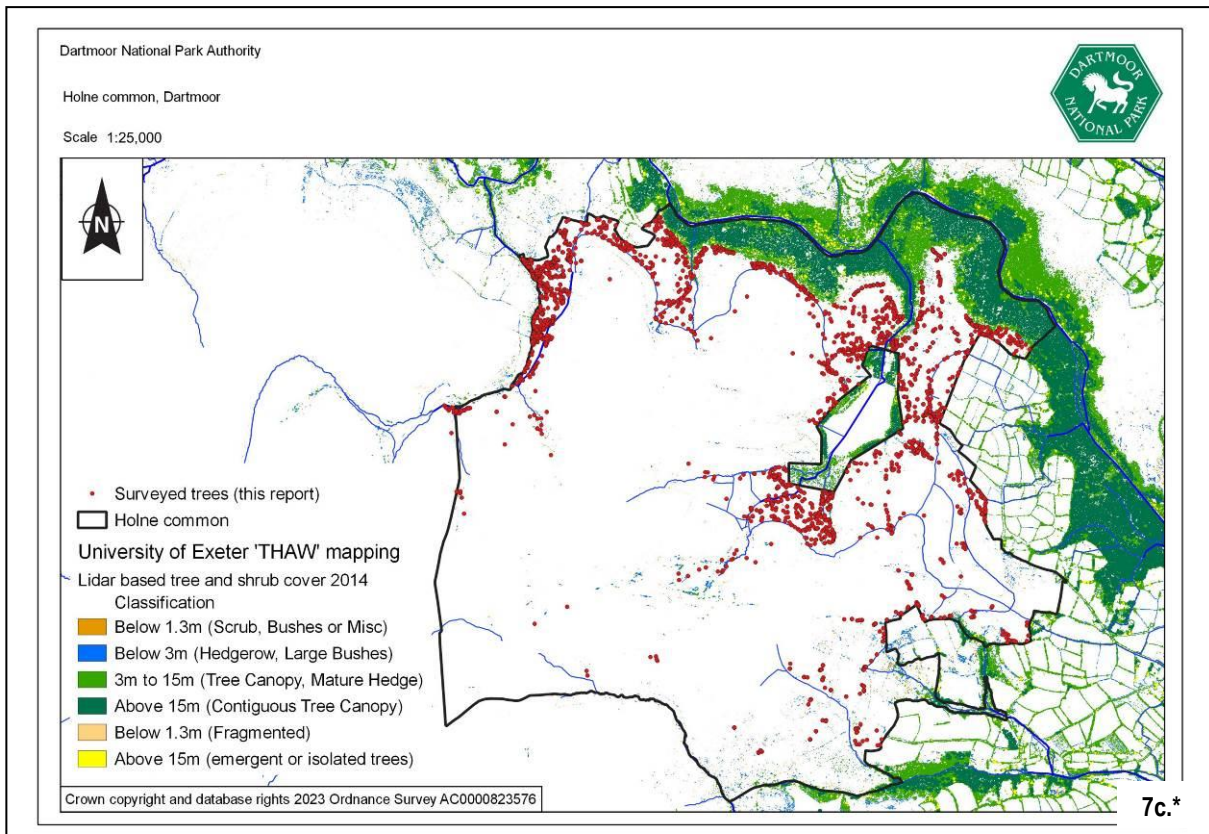 Dartmoor National Park Authority
Holne common, Dartmoor
Scale 1:25,000
DARTMOOR
NATIONAL PARK
N
Surveyed trees (this report)
Holne common
University of Exeter 'THAW' mapping
Lidar based tree and shrub cover 2014
Classification
Below 1.3m (Scrub, Bushes or Misc)
Below 3m (Hedgerow, Large Bushes)
3m to 15m (Tree Canopy, Mature Hedge)
Above 15m (Contiguous Tree Canopy)
Below 1.3m (Fragmented)
Above 15m (emergent or isolated trees)
Crown copyright and database rights 2023 Ordnance Survey AC0000823576
7c.*